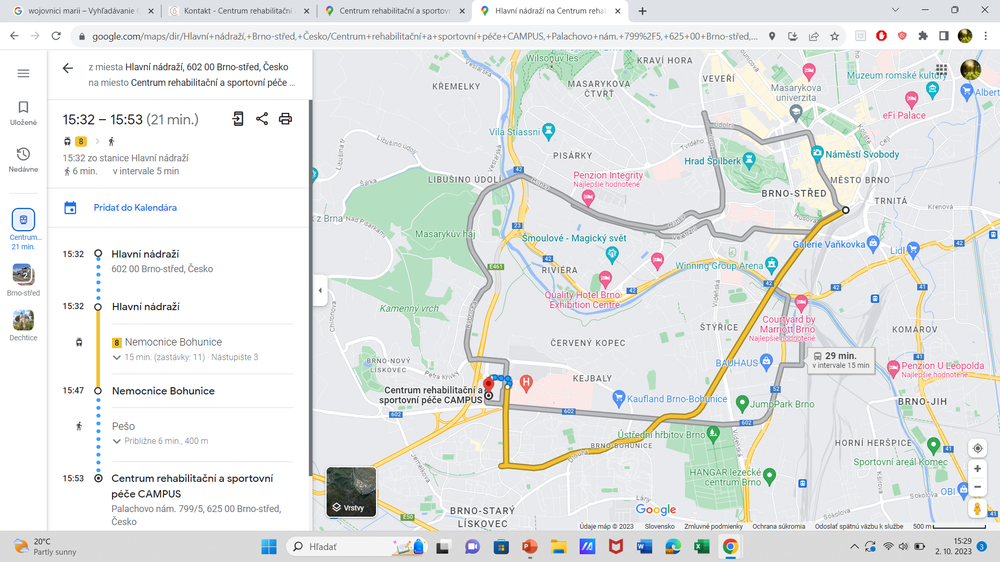 wojovnici marii – Vyhľadávanie
Kontakt - Centrum rehabilitační
Centrum rehabilitační a sportovn
Hlavní nádraží na Centrum rehab
google.com/maps/dir/Hlavní+nádraží,+Brno-střed,+Česko/Centrum+rehabilitační+a+sportovní+péče+CAMPUS,+Palachovo+nám.+799%2F5,+625+00+Brno-střed,...
z miesta Hlavní nádraží, 602 00 Brno-střed, Česko
na miesto Centrum rehabilitační a sportovní péče ...
Uložené
Nedávne
Centrum...
21 min.
2
Brno-střed
Dechtice
15:32 – 15:53 (21 min.)
8
15:32 zo stanice Hlavní nádraží
6 min. v intervale 5 min
Pridať do Kalendára
15:32 Hlavní nádraží
602 00 Brno-střed, Česko
15:32 Hlavní nádraží
8 Nemocnice Bohunice
15 min. (zastávky: 11) · Nástupište 3
15:47 Nemocnice Bohunice
Pešo
Približne 6 min., 400 m
15:53 Centrum rehabilitační a sportovní
péče CAMPUS
Palachovo nám. 799/5, 625 00 Brno-střed,
Česko
Wilsonův les
KRAVÍ HORA
VEVEŘÍ
Muzeum romské kultury
KŘEMELKY
MASARYKOVA
ČTVRŤ
Masarykova
univerzita
Albert
eFi Palace
Veslařská
Údolní
Úvoz
Tvrdého
Koliště
Cejl
Vila Stiassni
Libušino údolí
Libušina tř.
Veslařská
PISÁRKY
Hrad Špilberk
Náměstí Svobody
42
LIBUŠINO ÚDOLÍ
Hlinky
Penzion Integrity
Najlepšie hodnotené
MĚSTO BRNO
BRNO-STŘED
TRNITÁ
Šárka
Křenová
k z Brna
Nad Pisárkami
Masarykův háj
23
Hlinky
Veletržní
Husova
Šmoulové - Magický svět
Galerie Vaňkovka
Lidl
42
42
E461
RIVIÉRA
Winning Group Arena
42
42
42
41
Quality Hotel Brno
Exhibition Centre
Vídeňská
Kamenný vrch
Chironova
Rybnická
Courtyard by
Marriott Brno
Najlepšie hodnotené
ŠTÝŘICE
KOMÁROV
ČERVENÝ KOPEC
29 min.
v intervale 15 min
41
BRNO-NOVÝ
LÍSKOVEC
Petra Křivky
BAUHAUS
Penzion U Leopolda
Najlepšie hodnotené
KEJBALY
H
Centrum rehabilitační a
sportovní péče CAMPUS
Kaufland Brno-Bohunice
52
JumpPark Brno
BRNO-JIH
602
602
602
Ústřední hřbitov Brno
Vídeňská
BRNO-BOHUNICE
Dlouhá
HORNÍ HERŠPICE
41
Jemelkova
Sportovní areál Komec
HANGAR lezecké
centrum Brno
Ksírova
Sokolova
OBI
Lány
Sokolova
BRNO-STARÝ
LÍSKOVEC
E50
41
Vrstvy
Google
Údaje máp © 2023 Slovensko Zmluvné podmienky Ochrana súkromia Odoslať spätnú väzbu k službe 500 m
20°C
Partly sunny
Hľadať
15:29
2. 10. 2023
3